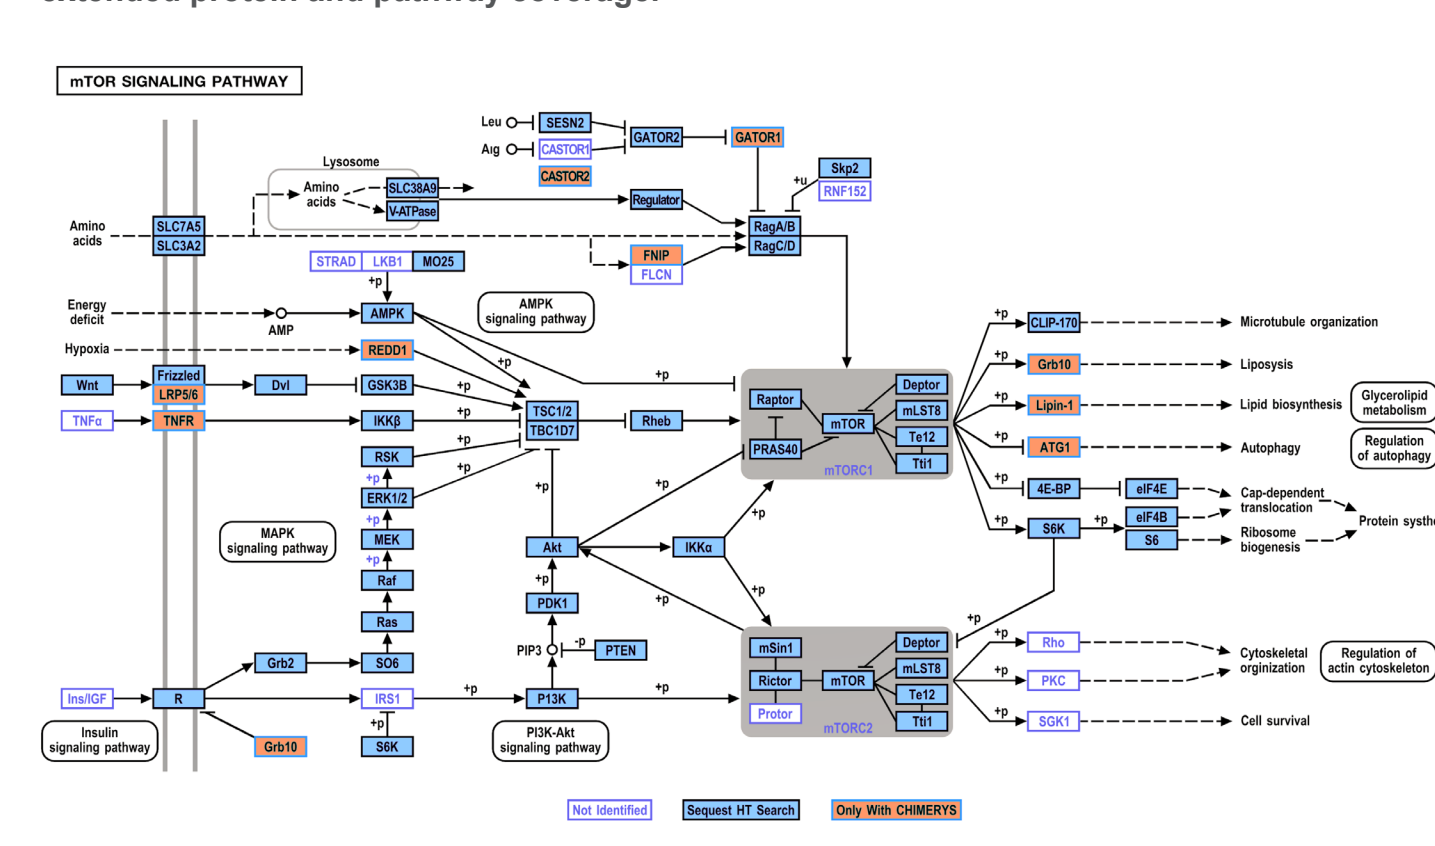 extended protein and pathway coverage.
mTOR SIGNALING PATHWAY
Leu
SESN2
GATOR2
GATOR1
Aıg
CASTOR1
CASTOR2
Skp2
+u
RNF152
Lysosome
Amino
acids
SLC38A9
V-ATPase
Regulator
Amino
acids
SLC7A5
SLC3A2
RagA/B
RagC/D
FNIP
FLCN
STRAD
LKB1
MO25
+p
Energy
deficit
AMP
AMPK
AMPK
signaling pathway
Hypoxia
REDD1
+p
+p
Wnt
Frizzled
LRP5/6
Dvl
GSK3B
+p
TNFα
TNFR
IKKβ
+p
TSC1/2
TBC1D7
Rheb
RSK
+p
+p
ERK1/2
+p
+p
MEK
+p
Raf
Ras
SO6
Grb2
MAPK
signaling pathway
Raptor
Deptor
mLST8
mTOR
Te12
PRAS40
Tti1
mTORC1
+p
CLIP-170
Microtubule organization
+p
Grb10
Liposysis
+p
Lipin-1
Lipid biosynthesis
Glycerolipid
metabolism
+p
ATG1
Autophagy
Regulation
of autophagy
+p
4E-BP
eIF4E
Cap-dependent
translocation
+p
S6K
+p
eIF4B
S6
Ribosome
biogenesis
Protein systhe
+p
+p
Akt
IKKα
+p
+p
+p
+p
PDK1
PIP3
-p
PTEN
+p
Ins/IGF
R
IRS1
+p
P13K
+p
Insulin
signaling pathway
Grb10
+p
S6K
PI3K-Akt
signaling pathway
mSin1
Deptor
mLST8
Rictor
mTOR
Te12
Protor
Tti1
mTORC2
+p
Rho
Cytoskeletal
orginization
Regulation of
actin cytoskeleton
+p
PKC
+p
SGK1
Cell survival
Not Identified
Sequest HT Search
Only With CHIMERYS